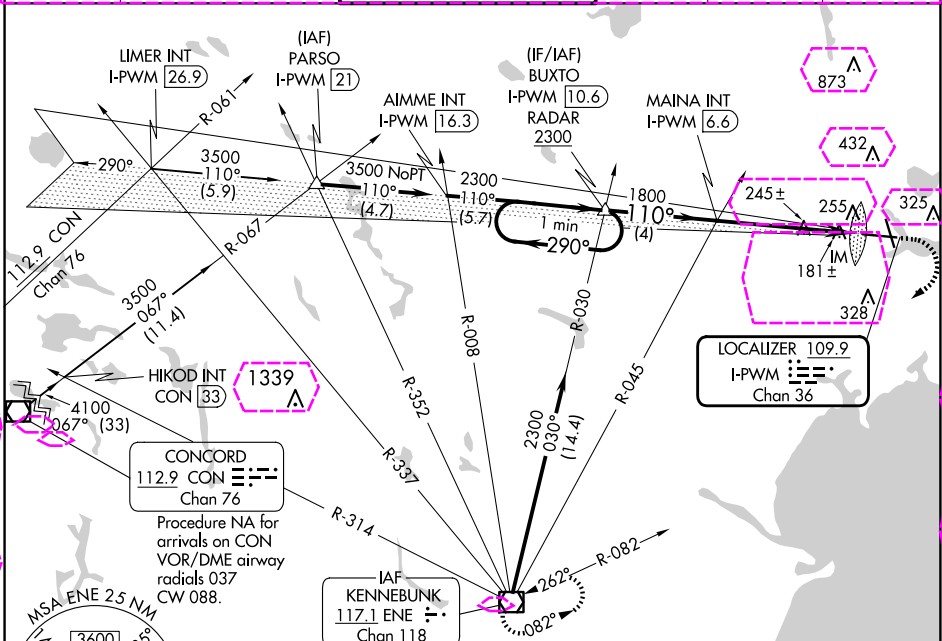 (IAF)
PARSO
I-PWM 21
LIMER INT
I-PWM 26.9
R-061
AIMME INT
I-PWM 16.3
(IF/IAF)
BUXTO
I-PWM 10.6
RADAR
2300
MAINA INT
I-PWM 6.6
873
432
290°
3500
110°
(5.9)
3500 NoPT
110°
(4.7)
2300
110°
(5.7)
1800
110°
(4)
245±
255
325
1 min
290°
IM
181±
328
R-067
112.9 CON
Chan 76
3500
067°
(11.4)
R-008
R-030
R-045
LOCALIZER 109.9
I-PWM
Chan 36
HIKOD INT
CON 33
1339
4100
067° (33)
R-352
2300
030°
(14.4)
CONCORD
112.9 CON
Chan 76
R-337
R-314
Procedure NA for
arrivals on CON
VOR/DME airway
radials 037
CW 088.
R-082
262°
082°
IAF
KENNEBUNK
117.1 ENE
Chan 118
MSA ENE 25 NM
3600